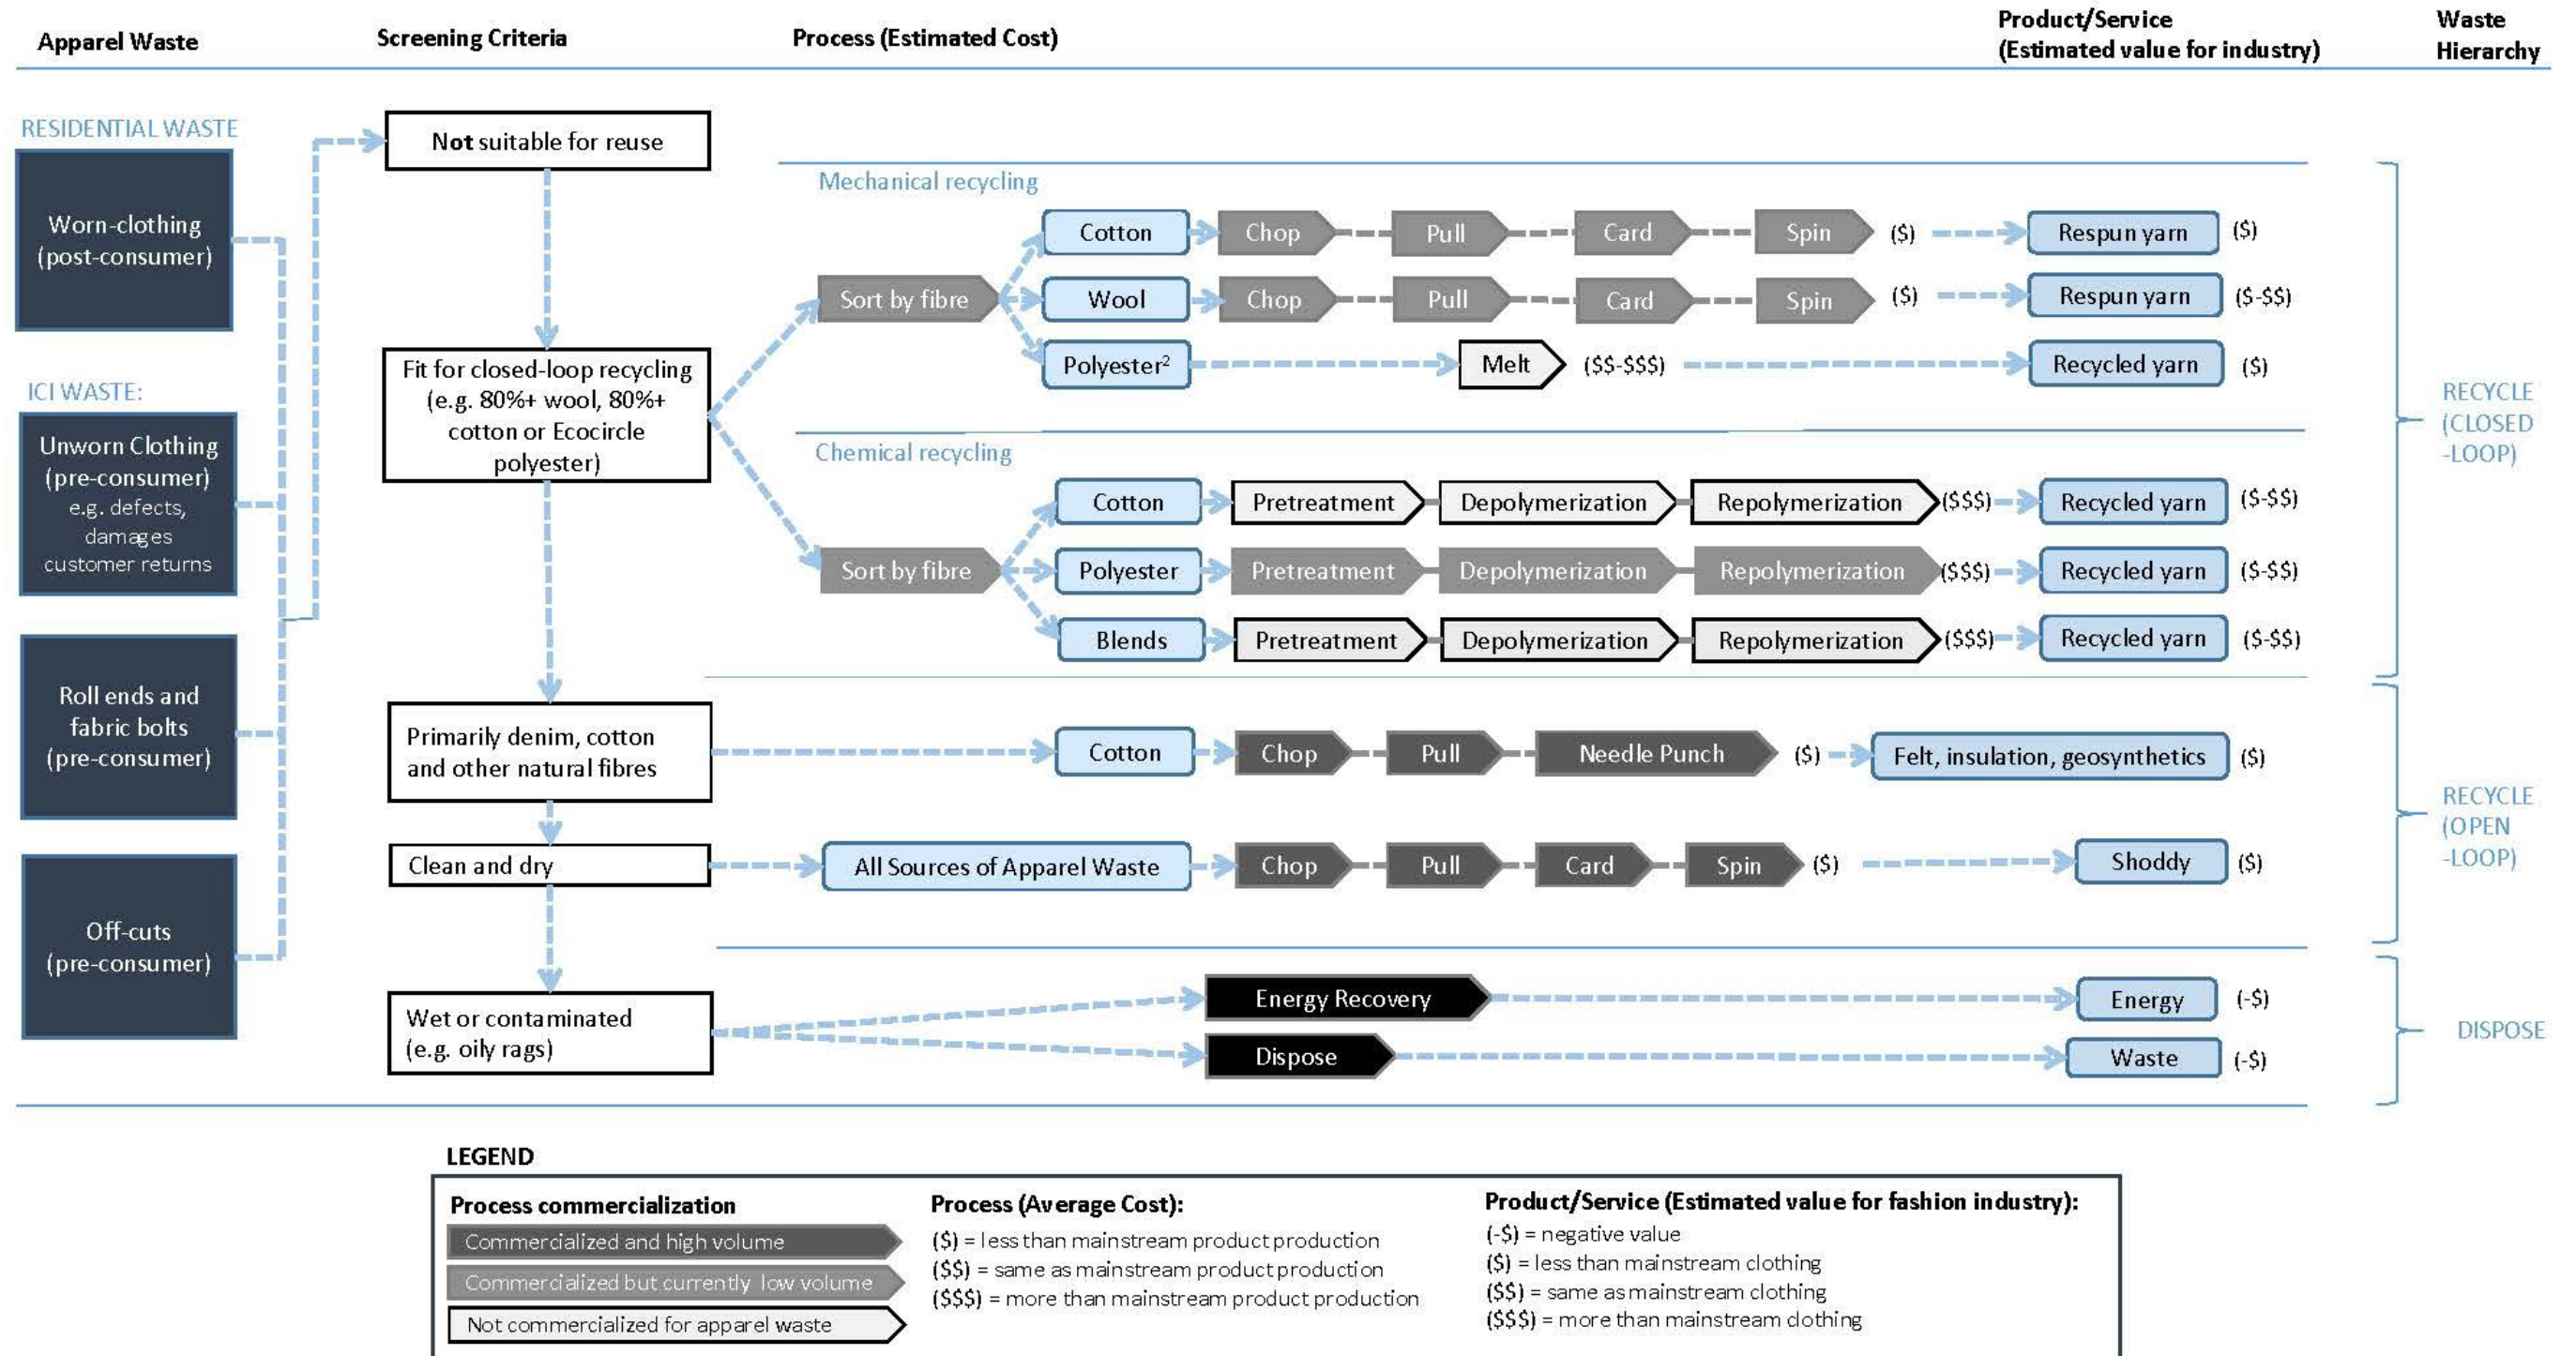 Apparel Waste
Screening Criteria
Process (Estimated Cost)
Product/Service
(Estimated value for industry)
Waste
Hierarchy
RESIDENTIAL WASTE
Worn-clothing
(post-consumer)
ICI WASTE:
Unworn Clothing
(pre-consumer)
e.g. defects,
damages
customer returns
Roll ends and
fabric bolts
(pre-consumer)
Off-cuts
(pre-consumer)
Not suitable for reuse
Fit for closed-loop recycling
(e.g. 80%+ wool, 80%+
cotton or Ecocircle
polyester)
Primarily denim, cotton
and other natural fibres
Clean and dry
Wet or contaminated
(e.g. oily rags)
Mechanical recycling
Sort by fibre
Cotton Chop Pull Card Spin ($) Respun yarn ($)
Wool Chop Pull Card Spin ($) Respun yarn ($-$$)
Polyester² Melt ($$-$$$) Recycled yarn ($)
Chemical recycling
Sort by fibre
Cotton Pretreatment Depolymerization Repolymerization ($$$) Recycled yarn ($-$$)
Polyester Pretreatment Depolymerization Repolymerization ($$$) Recycled yarn ($-$$)
Blends Pretreatment Depolymerization Repolymerization ($$$) Recycled yarn ($-$$)
Cotton Chop Pull Needle Punch ($) Felt, insulation, geosynthetics ($)
All Sources of Apparel Waste Chop Pull Card Spin ($) Shoddy ($)
Energy Recovery Energy (-$)
Dispose Waste (-$)
RECYCLE
(CLOSED
-LOOP)
RECYCLE
(OPEN
-LOOP)
DISPOSE
LEGEND
Process commercialization
Commercialized and high volume
Commercialized but currently low volume
Not commercialized for apparel waste
Process (Average Cost):
($) = less than mainstream product production
($$) = same as mainstream product production
($$$) = more than mainstream product production
Product/Service (Estimated value for fashion industry):
(-$) = negative value
($) = less than mainstream clothing
($$) = same as mainstream clothing
($$$) = more than mainstream clothing